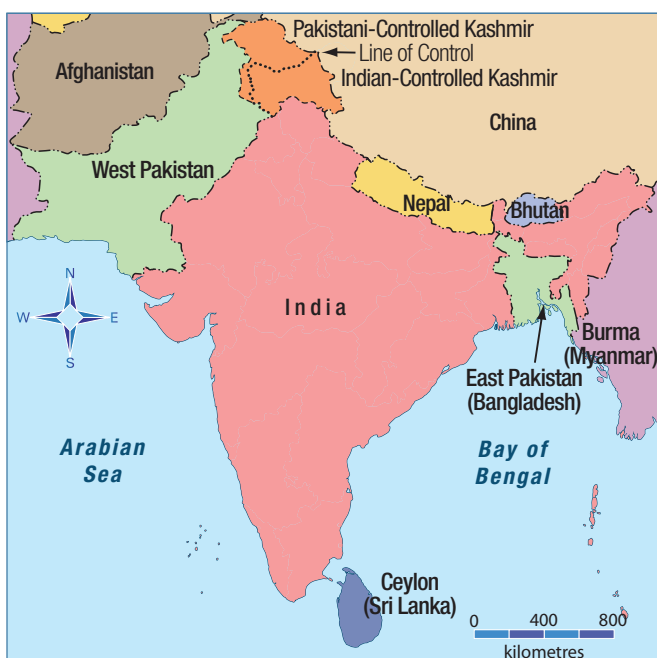 Pakistani-Controlled Kashmir
Line of Control
Indian-Controlled Kashmir
Afghanistan
China
West Pakistan
Nepal
Bhutan
N
W
E
S
India
Burma
(Myanmar)
East Pakistan
(Bangladesh)
Arabian
Sea
Bay of
Bengal
Ceylon
(Sri Lanka)
0
400
800
kilometres